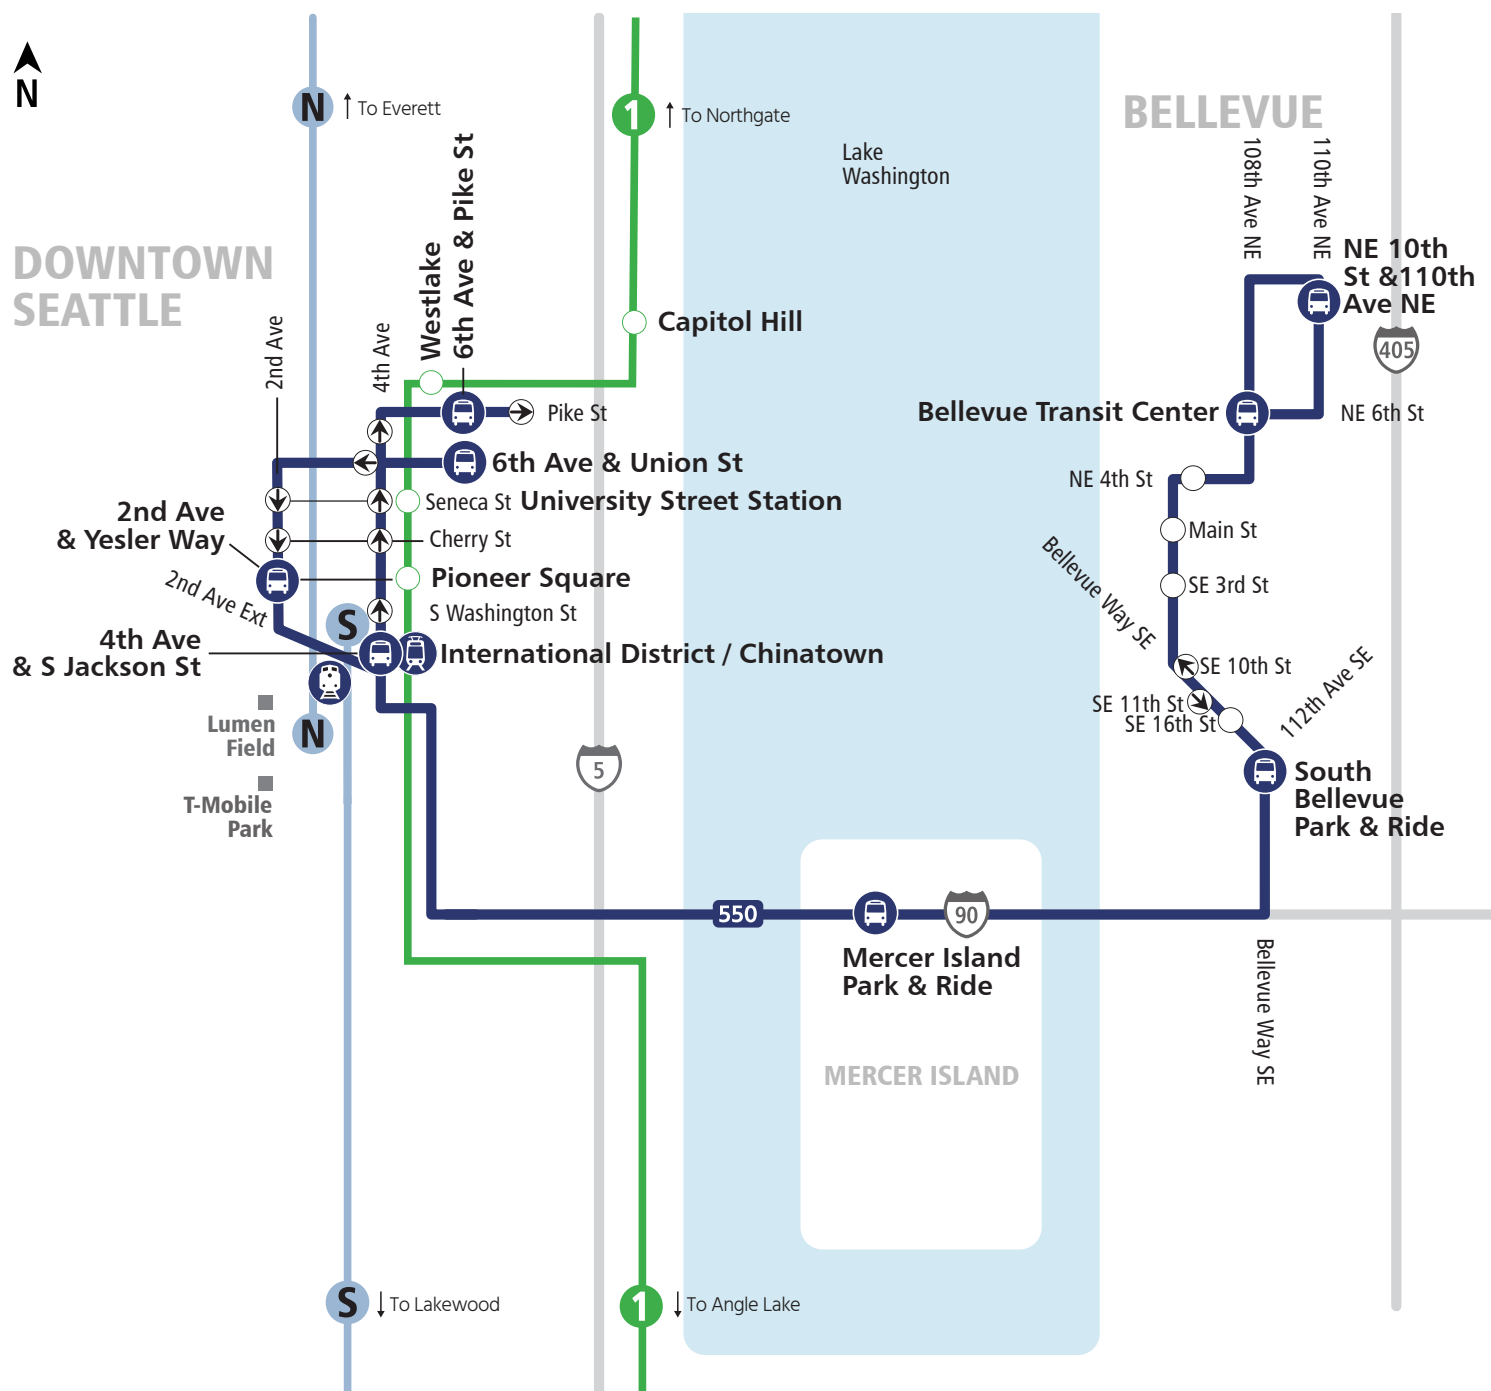 N
N
To Everett
1
To Northgate
Lake
Washington
BELLEVUE
108th Ave NE
110th Ave NE
NE 10th
St &110th
Ave NE
405
DOWNTOWN
SEATTLE
2nd Ave
4th Ave
Westlake
6th Ave & Pike St
Capitol Hill
Pike St
Bellevue Transit Center
NE 6th St
6th Ave & Union St
NE 4th St
Seneca St
University Street Station
2nd Ave
& Yesler Way
Cherry St
Main St
Pioneer Square
2nd Ave Ext
Bellevue Way SE
SE 3rd St
S Washington St
S
4th Ave
& S Jackson St
International District / Chinatown
SE 10th St
SE 11th St
SE 16th St
112th Ave SE
Lumen
Field
N
5
South
Bellevue
Park & Ride
T-Mobile
Park
550
90
Mercer Island
Park & Ride
Bellevue Way SE
MERCER ISLAND
S
To Lakewood
1
To Angle Lake